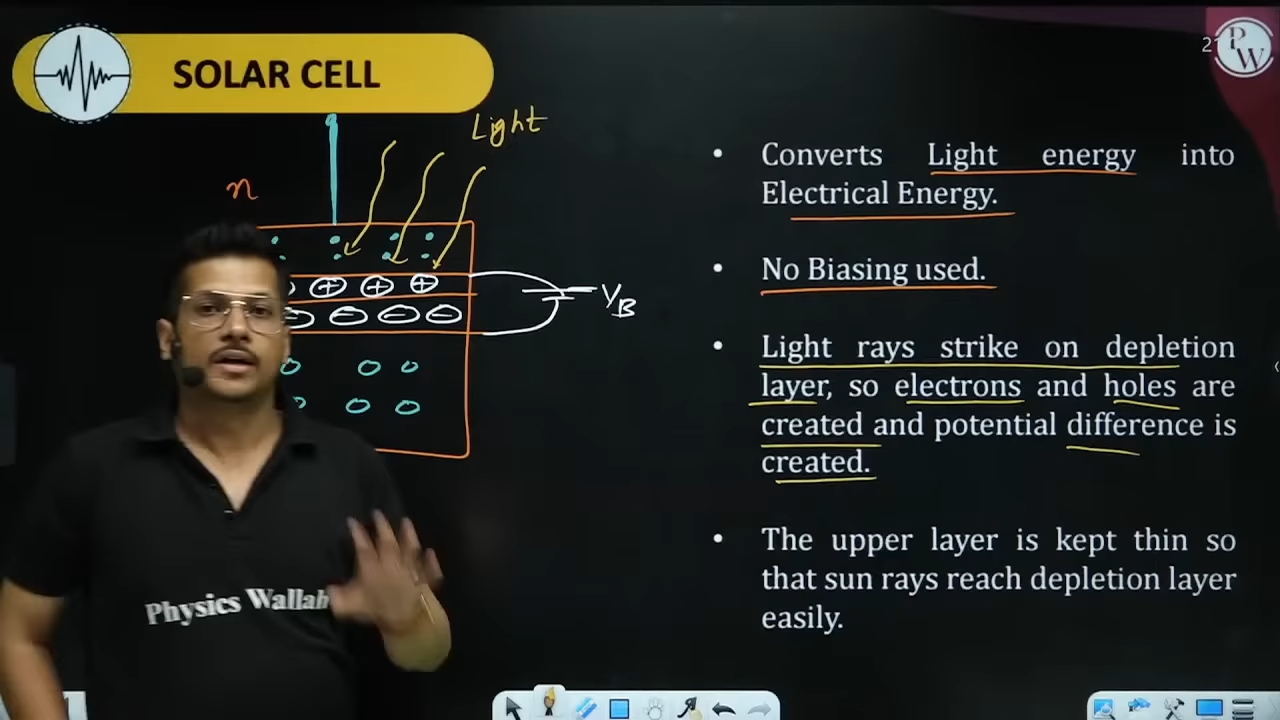 SOLAR CELL
PW
Light
n
VB
• Converts Light energy into
Electrical Energy.
• No Biasing used.
• Light rays strike on depletion
layer, so electrons and holes are
created and potential difference is
created.
• The upper layer is kept thin so
that sun rays reach depletion layer
easily.
Physics Wallah